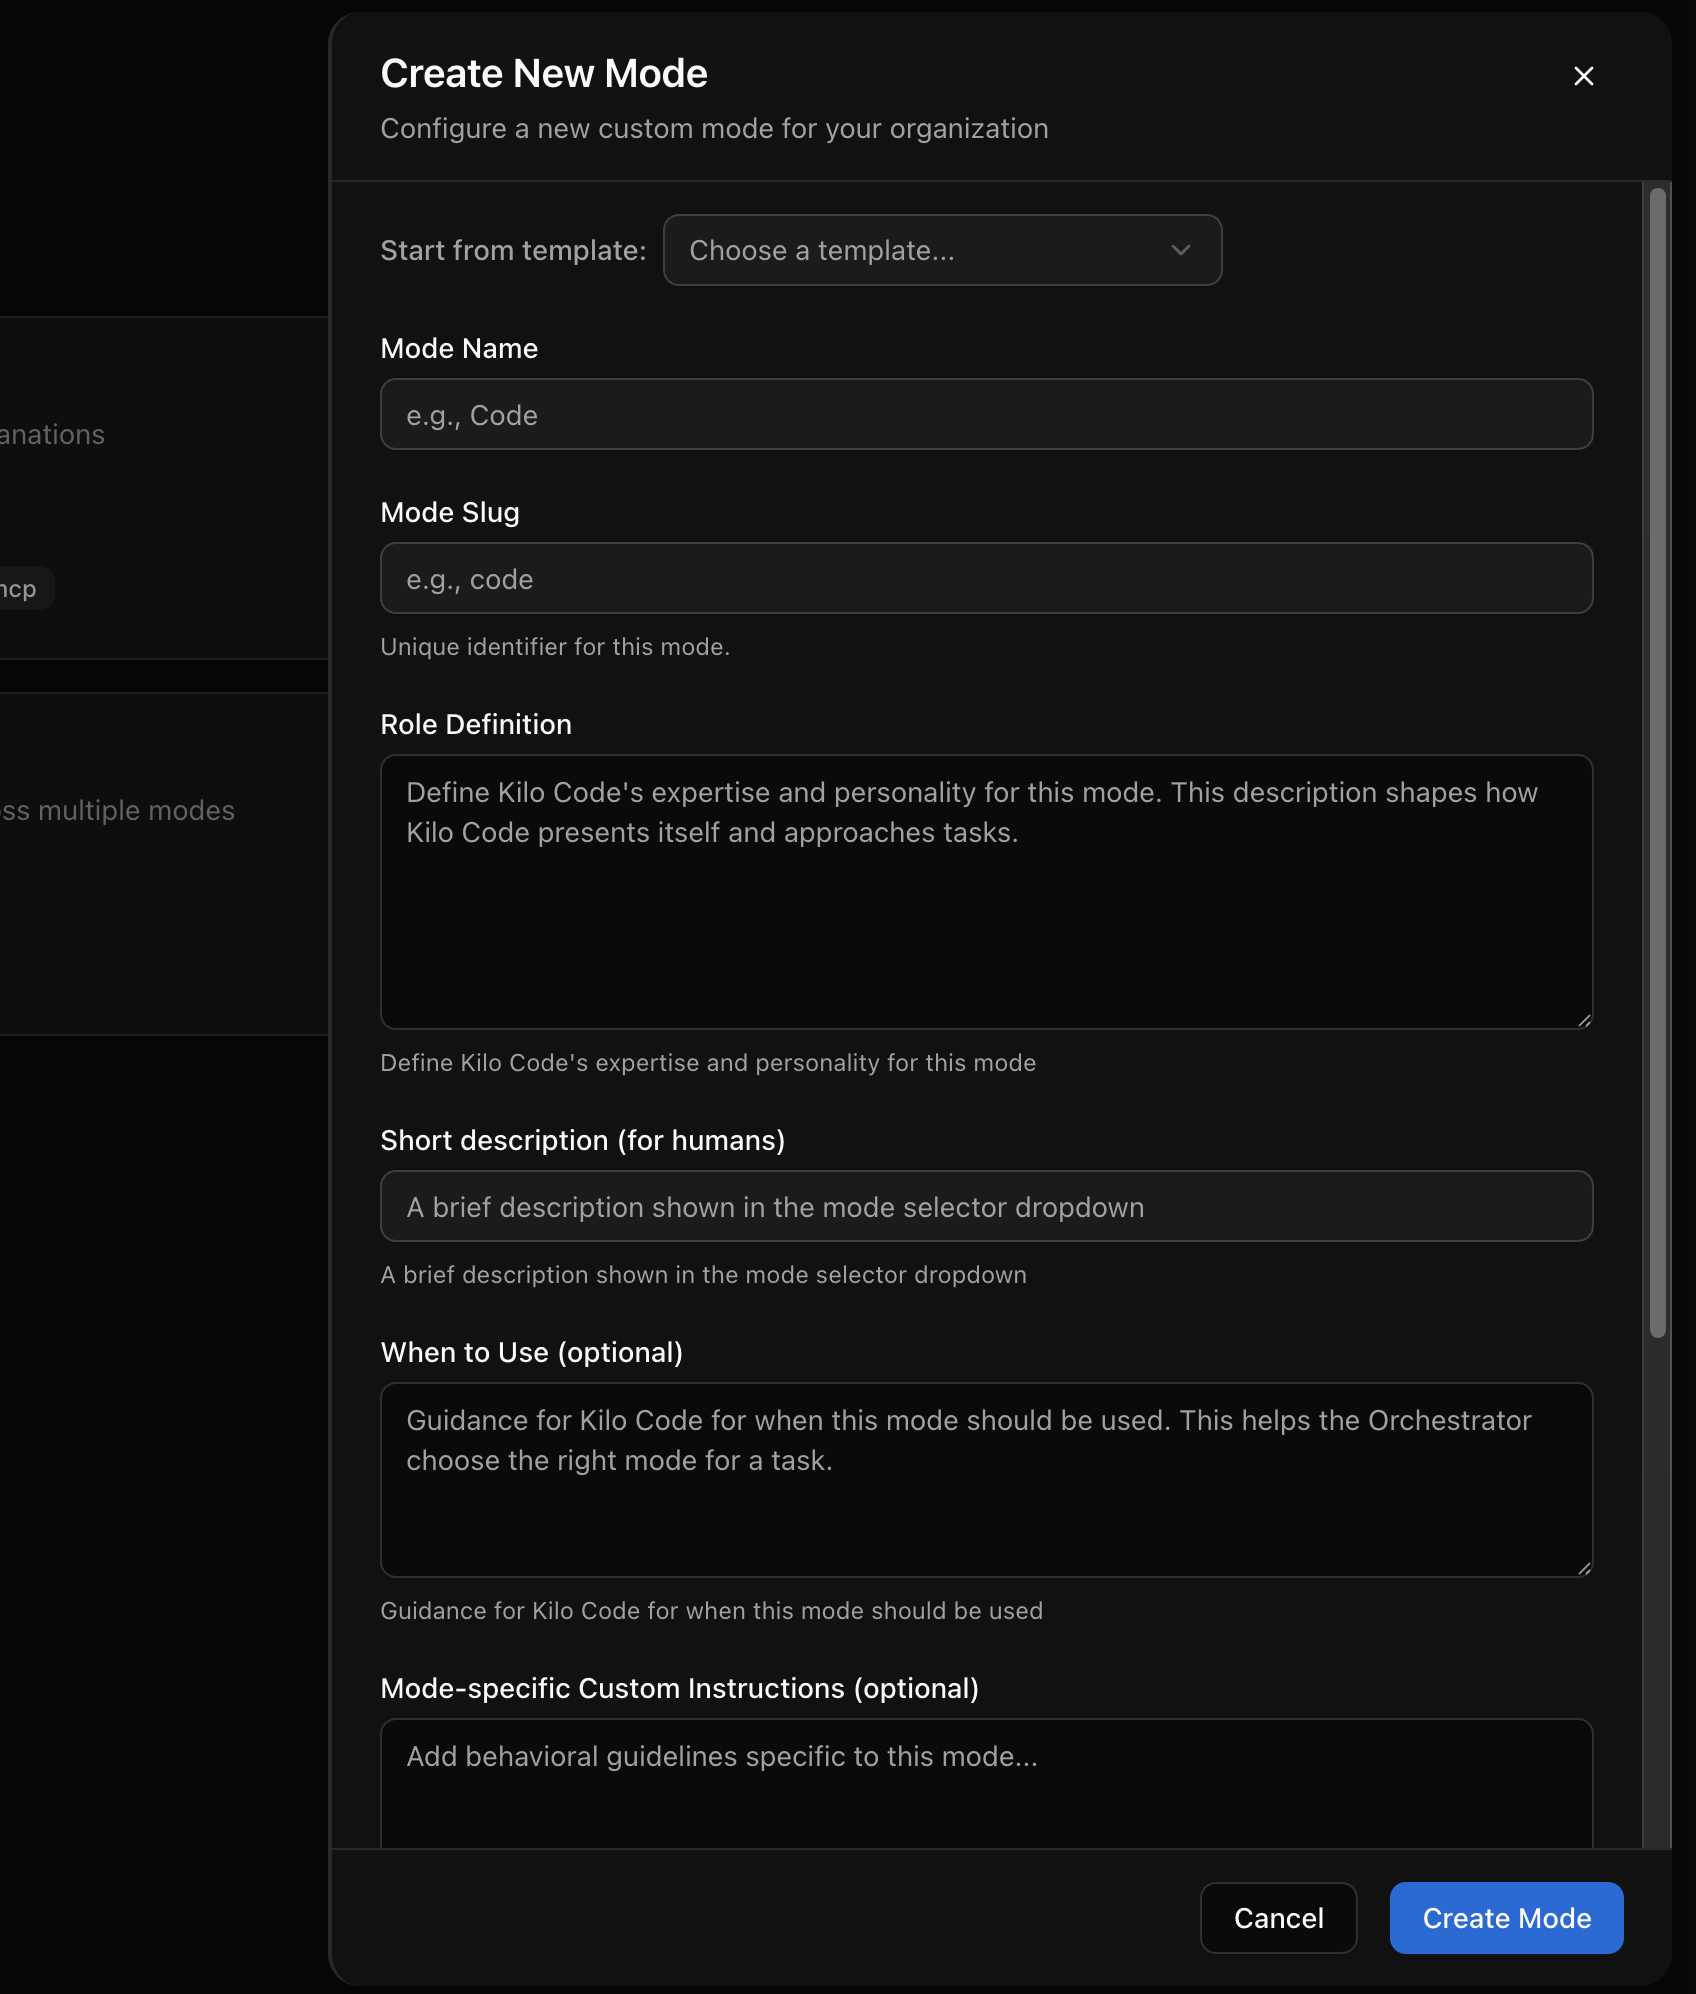 Create New Mode
Configure a new custom mode for your organization
Start from template:
Choose a template...
Mode Name
e.g., Code
Mode Slug
e.g., code
Unique identifier for this mode.
Role Definition
Define Kilo Code's expertise and personality for this mode. This description shapes how
Kilo Code presents itself and approaches tasks.
Define Kilo Code's expertise and personality for this mode
Short description (for humans)
A brief description shown in the mode selector dropdown
A brief description shown in the mode selector dropdown
When to Use (optional)
Guidance for Kilo Code for when this mode should be used. This helps the Orchestrator
choose the right mode for a task.
Guidance for Kilo Code for when this mode should be used
Mode-specific Custom Instructions (optional)
Add behavioral guidelines specific to this mode...
Cancel
Create Mode
multiple modes